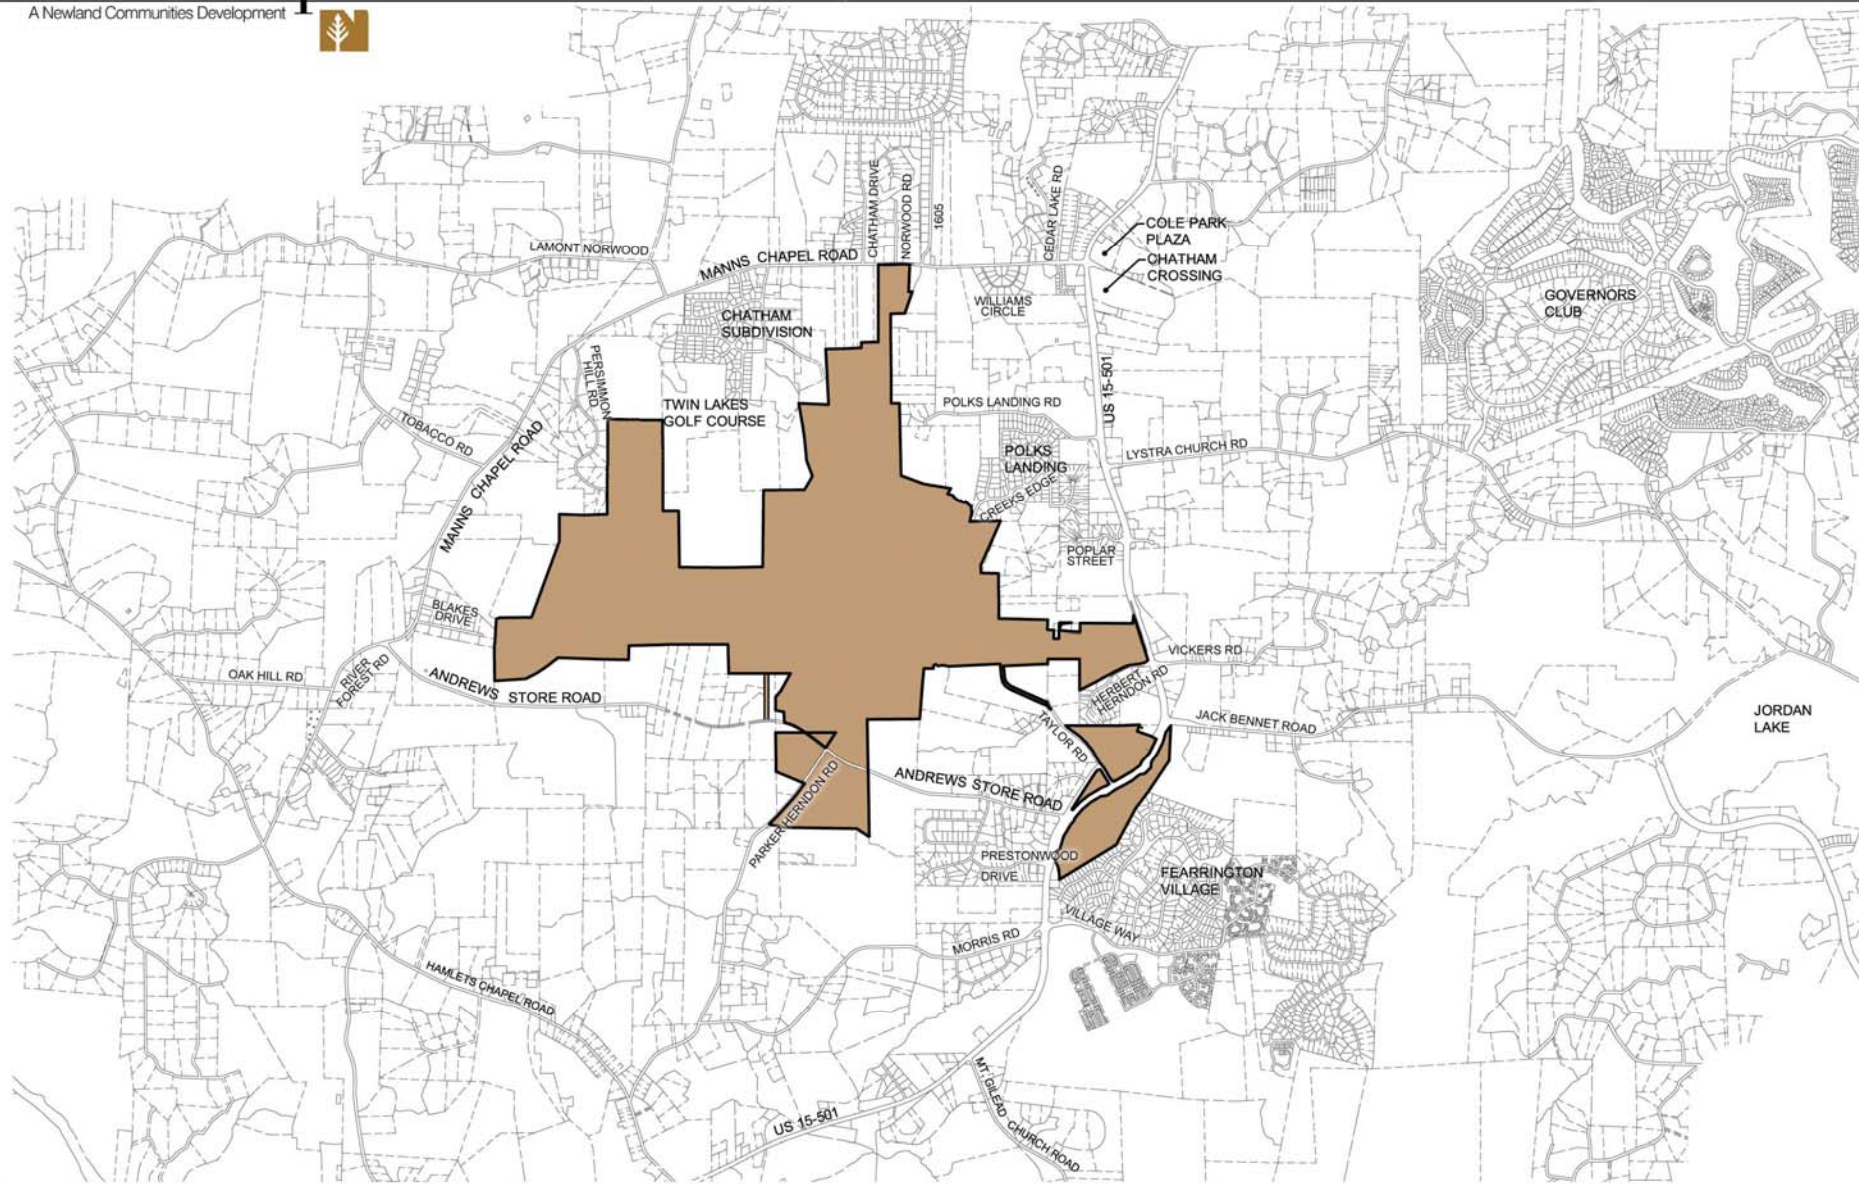 A Newland Communities Development
CHATHAM DRIVE
NORWOOD RD
1605
CEDAR LAKE RD
COLE PARK
PLAZA
CHATHAM
CROSSING
LAMONT NORWOOD
MANNS CHAPEL ROAD
WILLIAMS
CIRCLE
GOVERNORS
CLUB
CHATHAM
SUBDIVISION
PERSIMMON
HILL RD
US 15-501
TWIN LAKES
GOLF COURSE
POLKS LANDING RD
TOBACCO RD
MANNS CHAPEL ROAD
POLKS
LANDING
LYSTRA CHURCH RD
CREEKS EDGE
POPLAR
STREET
BLAKES
DRIVE
VICKERS RD
OAK HILL RD
RIVER
FOREST RD
ANDREWS STORE ROAD
HERBERT
HERNDON RD
JACK BENNET ROAD
JORDAN
LAKE
TAYLOR RD
ANDREWS STORE ROAD
PARKER HERNDON RD
PRESTONWOOD
DRIVE
FEARRINGTON
VILLAGE
VILLAGE WAY
MORRIS RD
HAMLETS CHAPEL ROAD
MT. GILEAD CHURCH ROAD
US 15-501